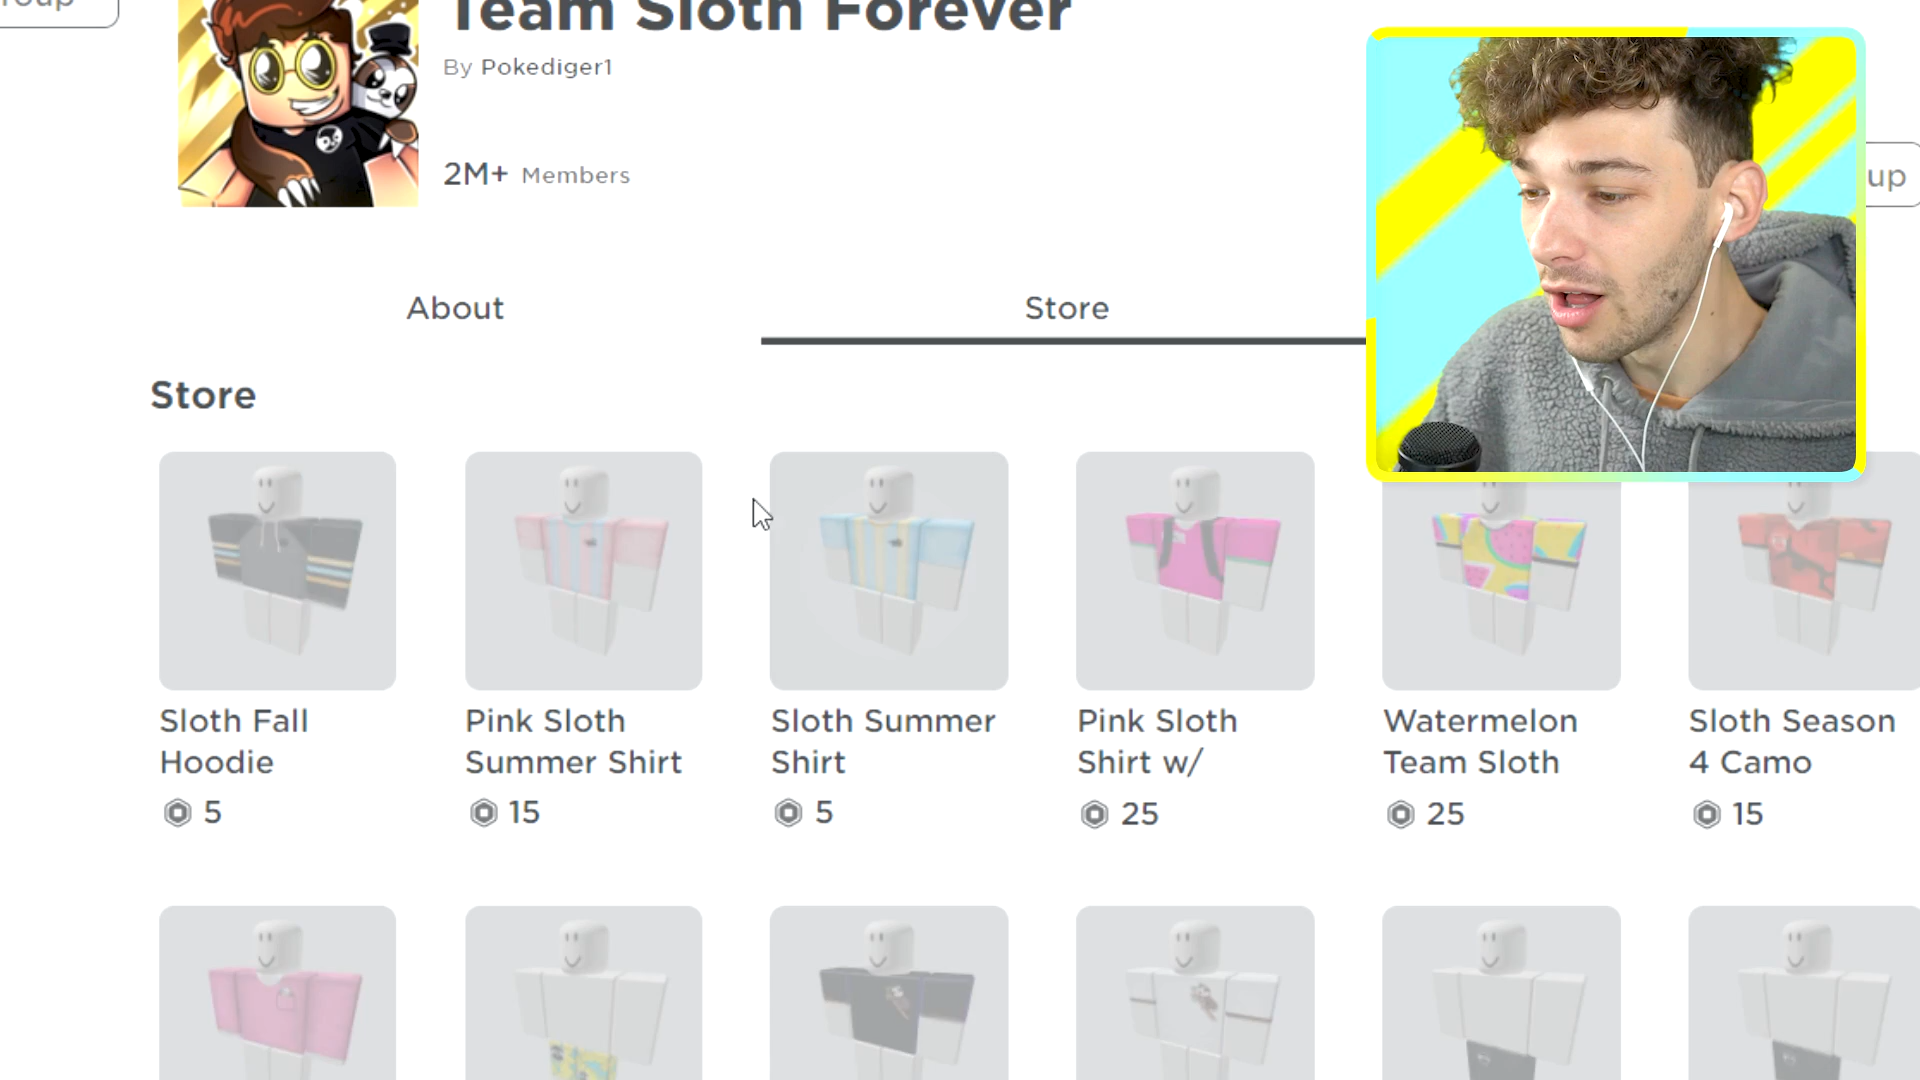 Team Sloth Forever
By Pokediger1
2M+ Members
up
About
Store
Store
Sloth Fall
Hoodie
5
Pink Sloth
Summer Shirt
15
Sloth Summer
Shirt
5
Pink Sloth
Shirt w/
25
Watermelon
Team Sloth
25
Sloth Season
4 Camo
15